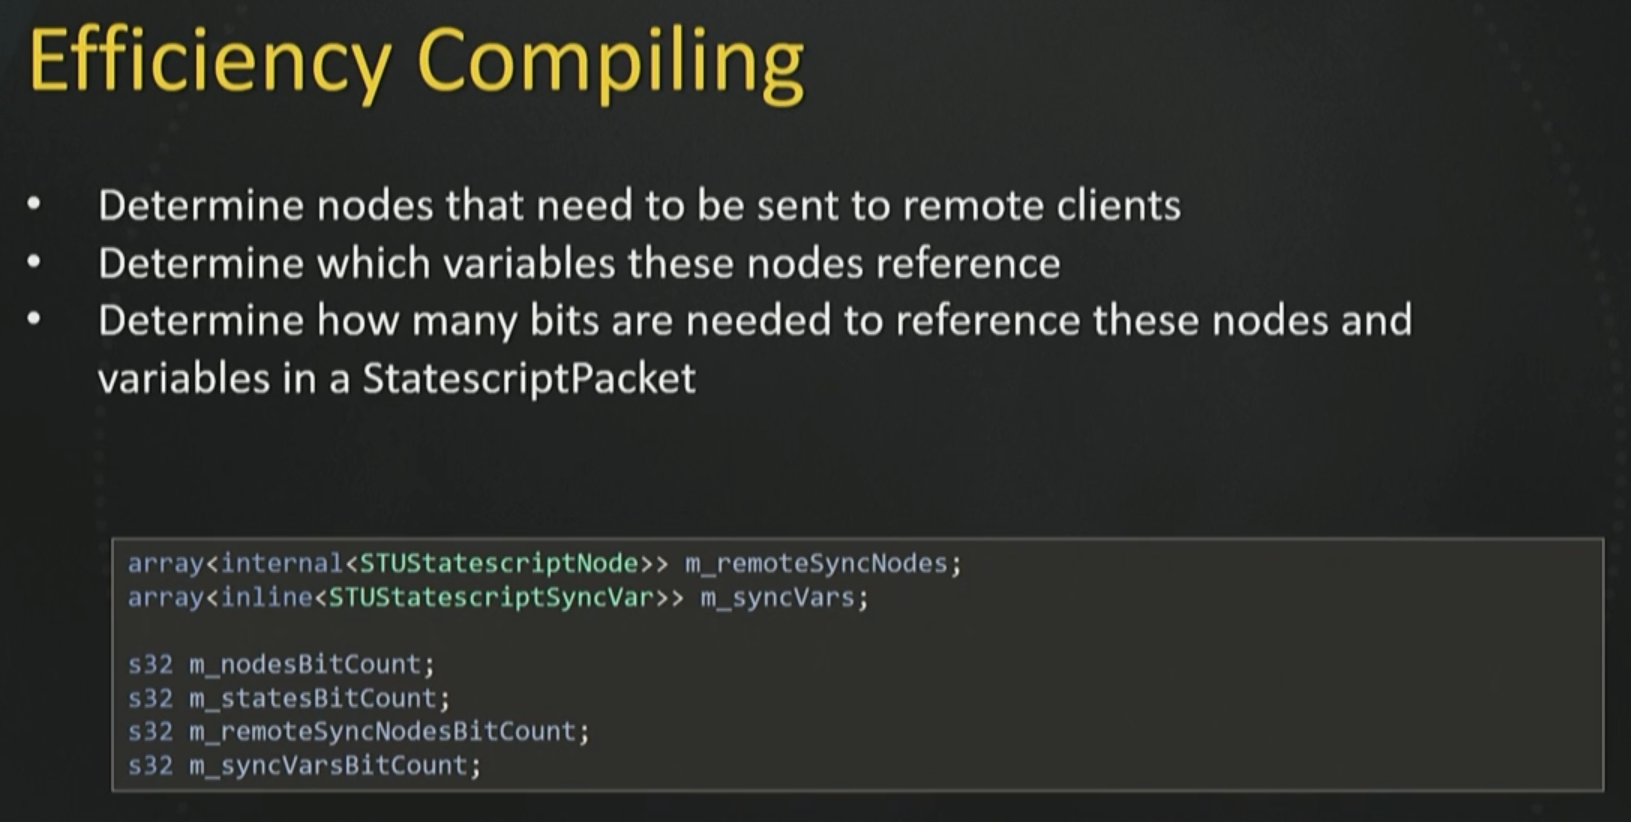 Efficiency Compiling
• Determine nodes that need to be sent to remote clients
• Determine which variables these nodes reference
• Determine how many bits are needed to reference these nodes and
variables in a StatescriptPacket
array<internal<STUStatescriptNode>> m_remoteSyncNodes;
array<inline<STUStatescriptSyncVar>> m_syncVars;
s32 m_nodesBitCount;
s32 m_statesBitCount;
s32 m_remoteSyncNodesBitCount;
s32 m_syncVarsBitCount;